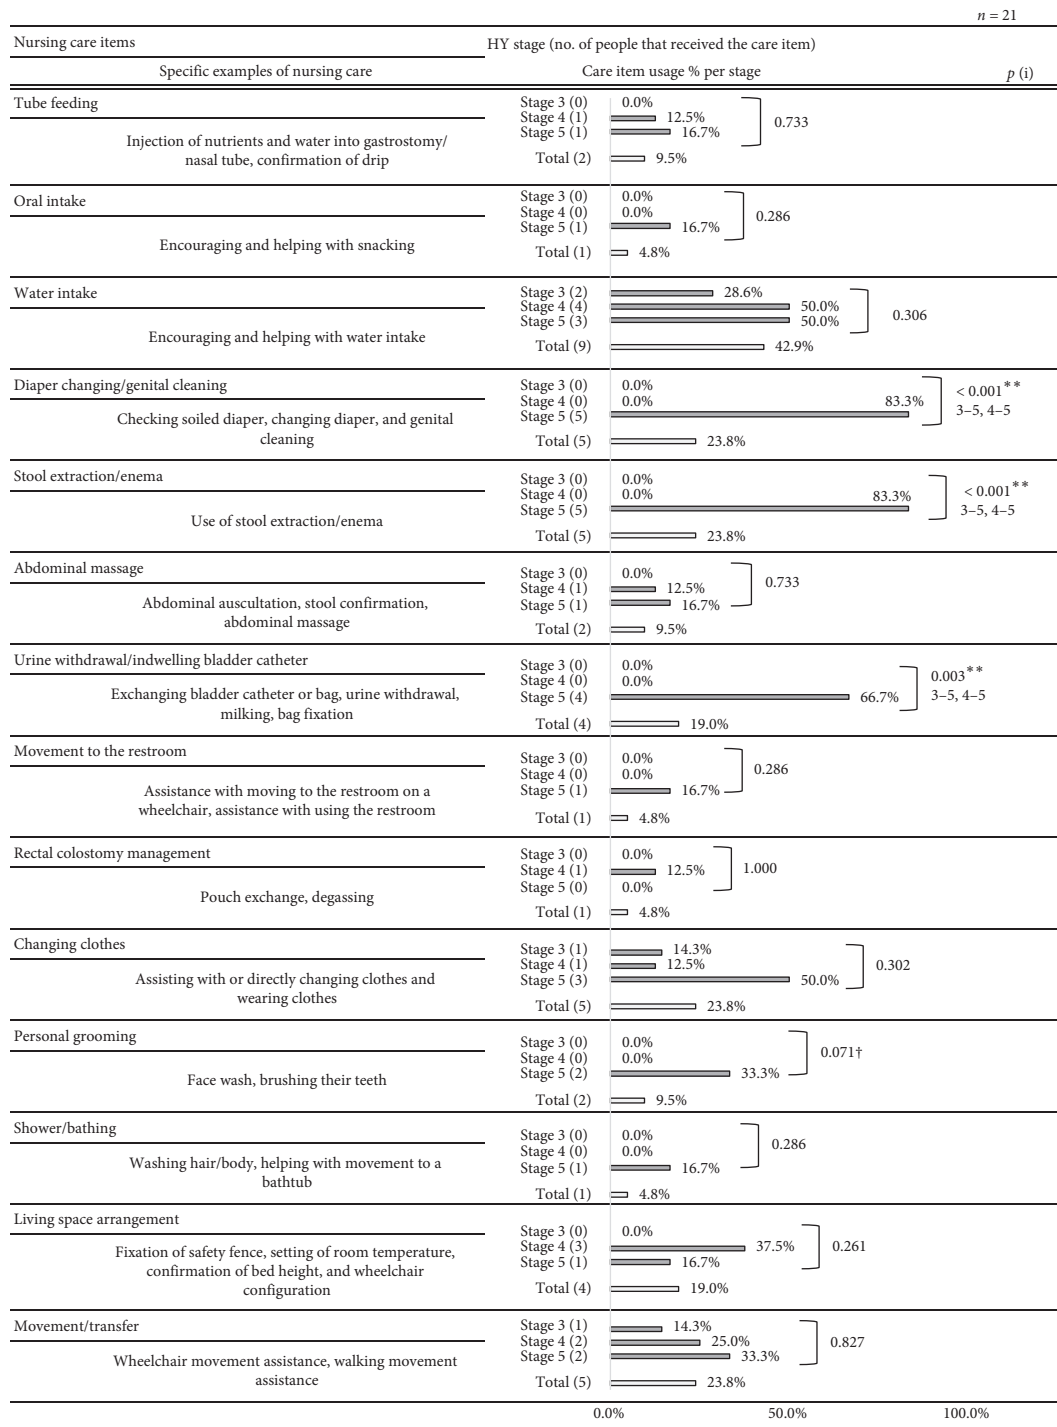 n = 21
Nursing care items
HY stage (no. of people that received the care item)
Specific examples of nursing care
Care item usage % per stage
p (i)
Tube feeding
Injection of nutrients and water into gastrostomy/
nasal tube, confirmation of drip
Stage 3 (0) 0.0%
Stage 4 (1) 12.5%
Stage 5 (1) 16.7%
Total (2) 9.5%
0.733
Oral intake
Encouraging and helping with snacking
Stage 3 (0) 0.0%
Stage 4 (0) 0.0%
Stage 5 (1) 16.7%
Total (1) 4.8%
0.286
Water intake
Encouraging and helping with water intake
Stage 3 (2) 28.6%
Stage 4 (4) 50.0%
Stage 5 (3) 50.0%
Total (9) 42.9%
0.306
Diaper changing/genital cleaning
Checking soiled diaper, changing diaper, and genital
cleaning
Stage 3 (0) 0.0%
Stage 4 (0) 0.0%
Stage 5 (5) 83.3%
Total (5) 23.8%
< 0.001**
3–5, 4–5
Stool extraction/enema
Use of stool extraction/enema
Stage 3 (0) 0.0%
Stage 4 (0) 0.0%
Stage 5 (5) 83.3%
Total (5) 23.8%
< 0.001**
3–5, 4–5
Abdominal massage
Abdominal auscultation, stool confirmation,
abdominal massage
Stage 3 (0) 0.0%
Stage 4 (1) 12.5%
Stage 5 (1) 16.7%
Total (2) 9.5%
0.733
Urine withdrawal/indwelling bladder catheter
Exchanging bladder catheter or bag, urine withdrawal,
milking, bag fixation
Stage 3 (0) 0.0%
Stage 4 (0) 0.0%
Stage 5 (4) 66.7%
Total (4) 19.0%
0.003**
3–5, 4–5
Movement to the restroom
Assistance with moving to the restroom on a
wheelchair, assistance with using the restroom
Stage 3 (0) 0.0%
Stage 4 (0) 0.0%
Stage 5 (1) 16.7%
Total (1) 4.8%
0.286
Rectal colostomy management
Pouch exchange, degassing
Stage 3 (0) 0.0%
Stage 4 (1) 12.5%
Stage 5 (0) 0.0%
Total (1) 4.8%
1.000
Changing clothes
Assisting with or directly changing clothes and
wearing clothes
Stage 3 (1) 14.3%
Stage 4 (1) 12.5%
Stage 5 (3) 50.0%
Total (5) 23.8%
0.302
Personal grooming
Face wash, brushing their teeth
Stage 3 (0) 0.0%
Stage 4 (0) 0.0%
Stage 5 (2) 33.3%
Total (2) 9.5%
0.071†
Shower/bathing
Washing hair/body, helping with movement to a
bathtub
Stage 3 (0) 0.0%
Stage 4 (0) 0.0%
Stage 5 (1) 16.7%
Total (1) 4.8%
0.286
Living space arrangement
Fixation of safety fence, setting of room temperature,
confirmation of bed height, and wheelchair
configuration
Stage 3 (0) 0.0%
Stage 4 (3) 37.5%
Stage 5 (1) 16.7%
Total (4) 19.0%
0.261
Movement/transfer
Wheelchair movement assistance, walking movement
assistance
Stage 3 (1) 14.3%
Stage 4 (2) 25.0%
Stage 5 (2) 33.3%
Total (5) 23.8%
0.827
0.0% 50.0% 100.0%